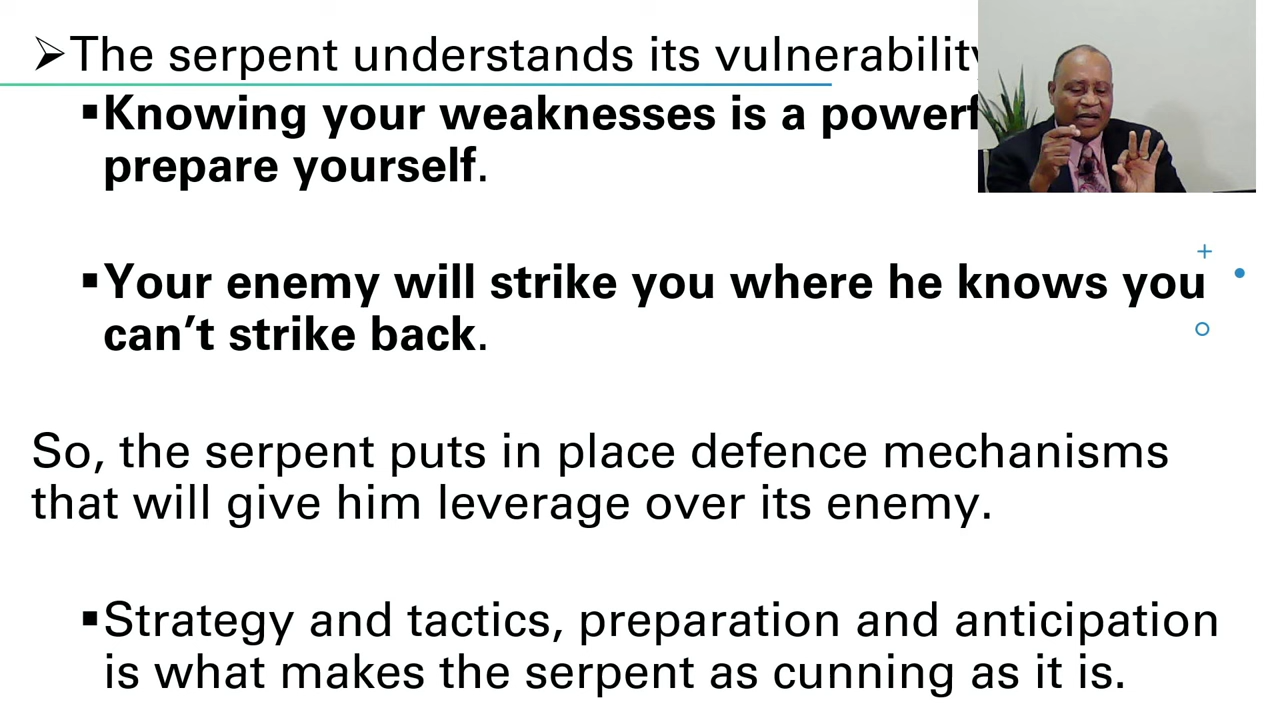 The serpent understands its vulnerability
Knowing your weaknesses is a
prepare yourself.
Your enemy will strike you where he knows you
can’t strike back.
So, the serpent puts in place defence mechanisms
that will give him leverage over its enemy.
Strategy and tactics, preparation and anticipation
is what makes the serpent as cunning as it is.